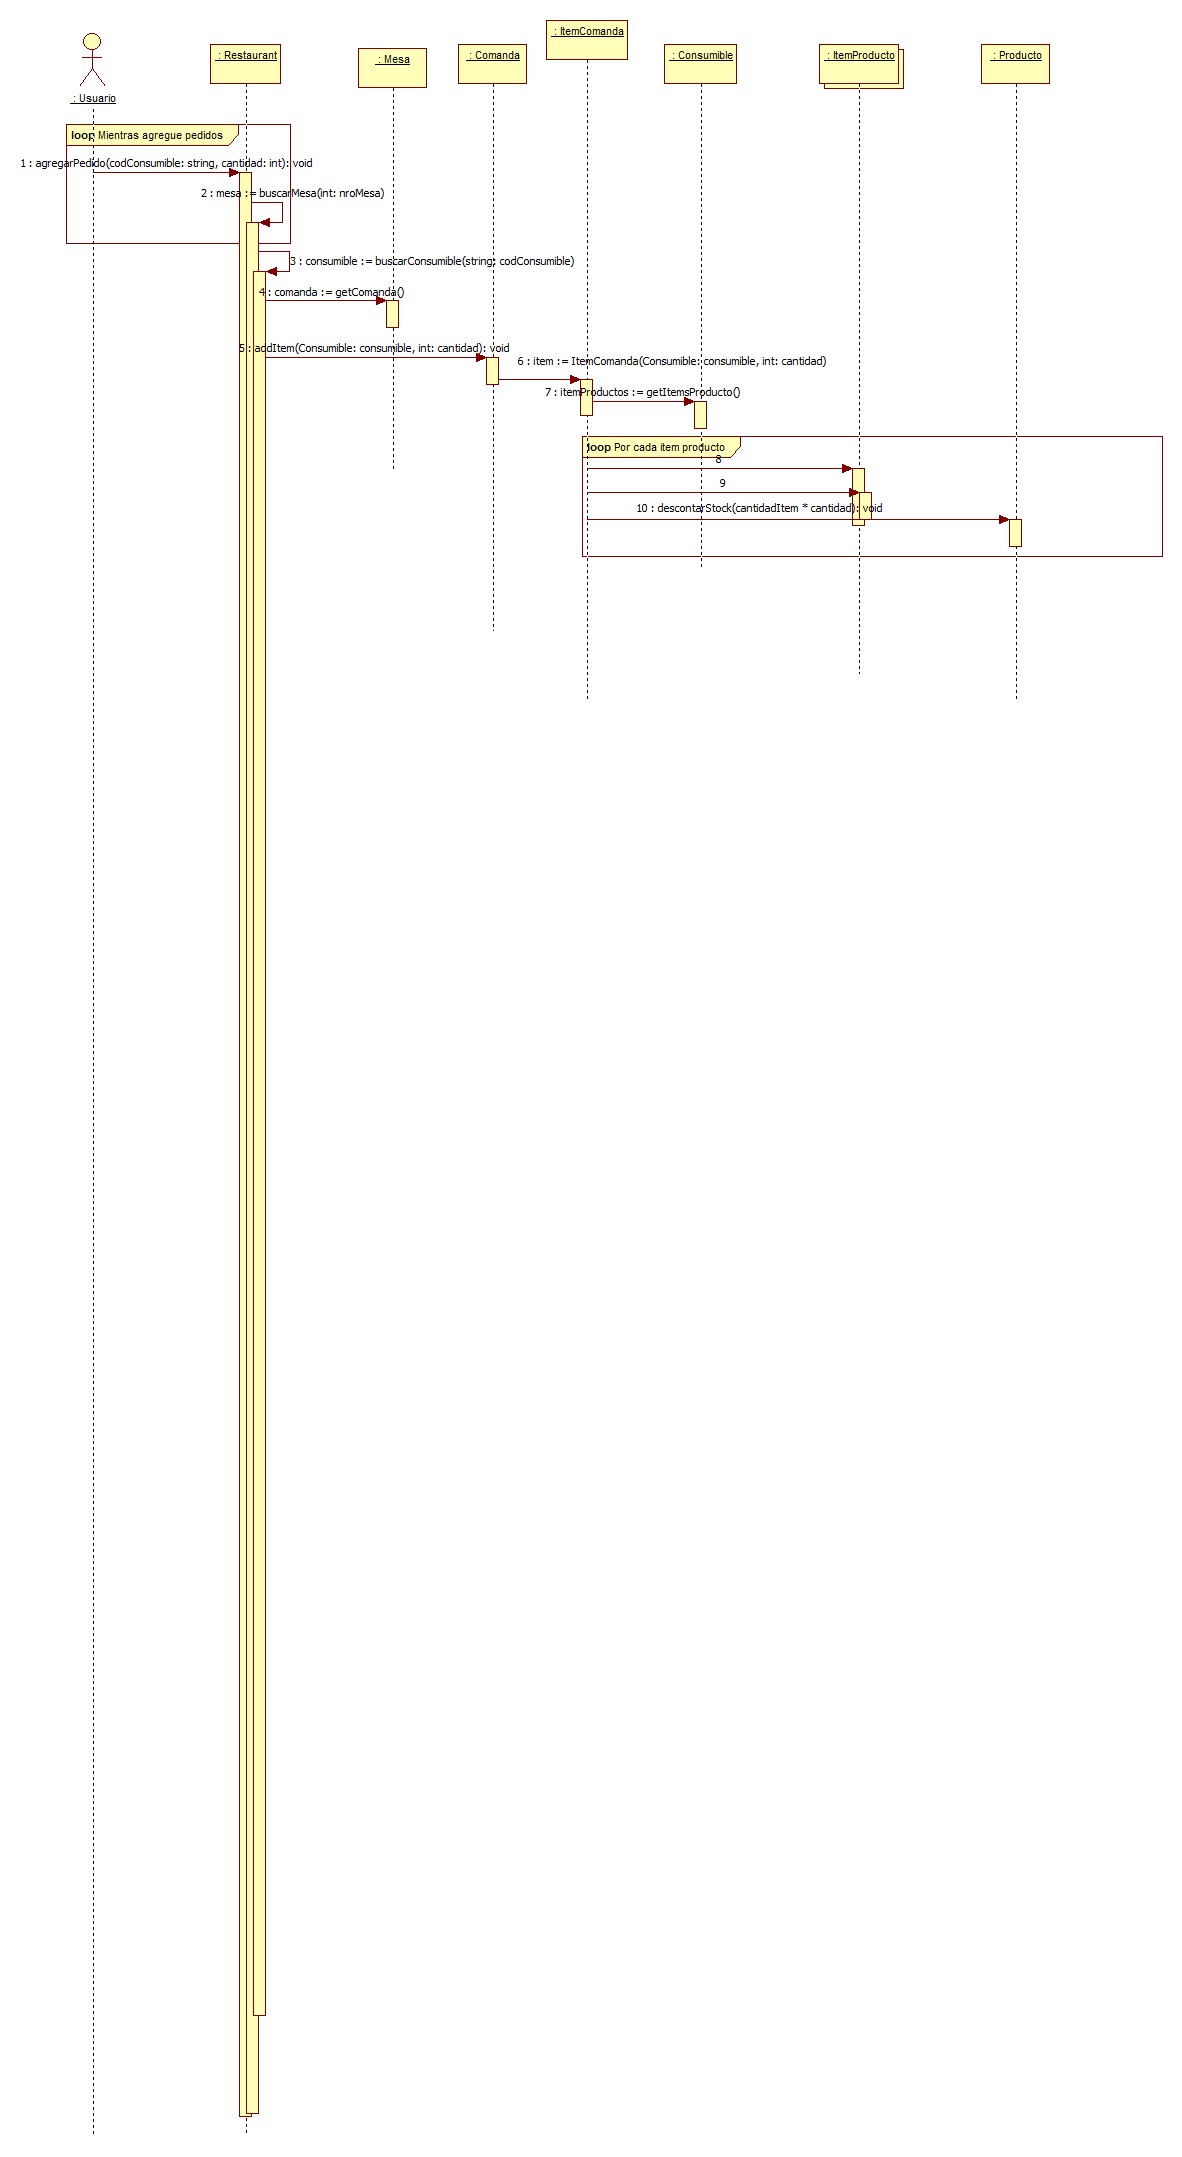 : ItemComanda
: Restaurant
: Mesa
: Comanda
: Consumible
: ItemProducto
: Producto
: Usuario
loop Mientras agregue pedidos
1 : agregarPedido(codConsumible: string, cantidad: int): void
2 : mesa := buscarMesa(int: nroMesa)
3 : consumible := buscarConsumible(string: codConsumible)
4 : comanda := getComanda()
5 : addItem(Consumible: consumible, int: cantidad): void
6 : item := ItemComanda(Consumible: consumible, int: cantidad)
7 : itemProductos := getItemsProducto()
loop Por cada item producto
8
9
10 : descontarStock(cantidadItem * cantidad): void